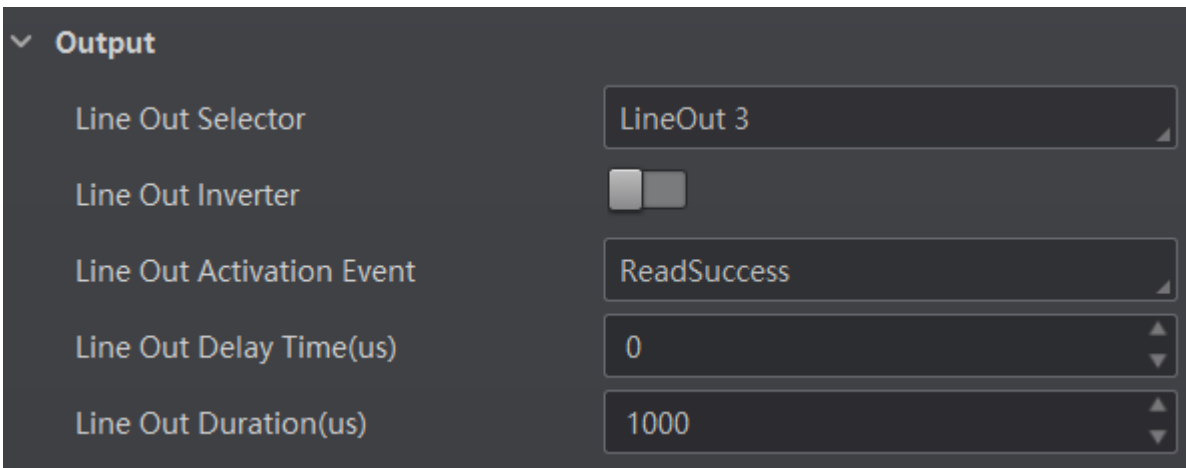 Output
Line Out Selector LineOut 3
Line Out Inverter
Line Out Activation Event ReadSuccess
Line Out Delay Time(us) 0
Line Out Duration(us) 1000